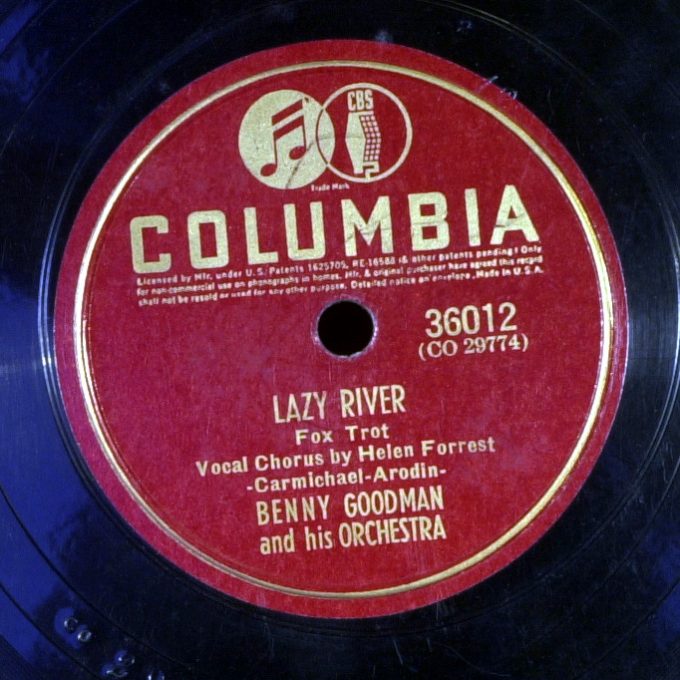 CBS
Trade Mark
COLUMBIA
Licensed by Mfr. under U.S. Patents 1625705, RE-16588 (& other patents pending) Only
for non-commercial use on phonographs in homes. Mfr. & original purchaser have agreed this record
shall not be resold or used for any other purpose. Detailed notice on envelope. Made in U.S.A.
36012
(CO 29774)
LAZY RIVER
Fox Trot
Vocal Chorus by Helen Forrest
-Carmichael-Arodin-
BENNY GOODMAN
and his ORCHESTRA
CO